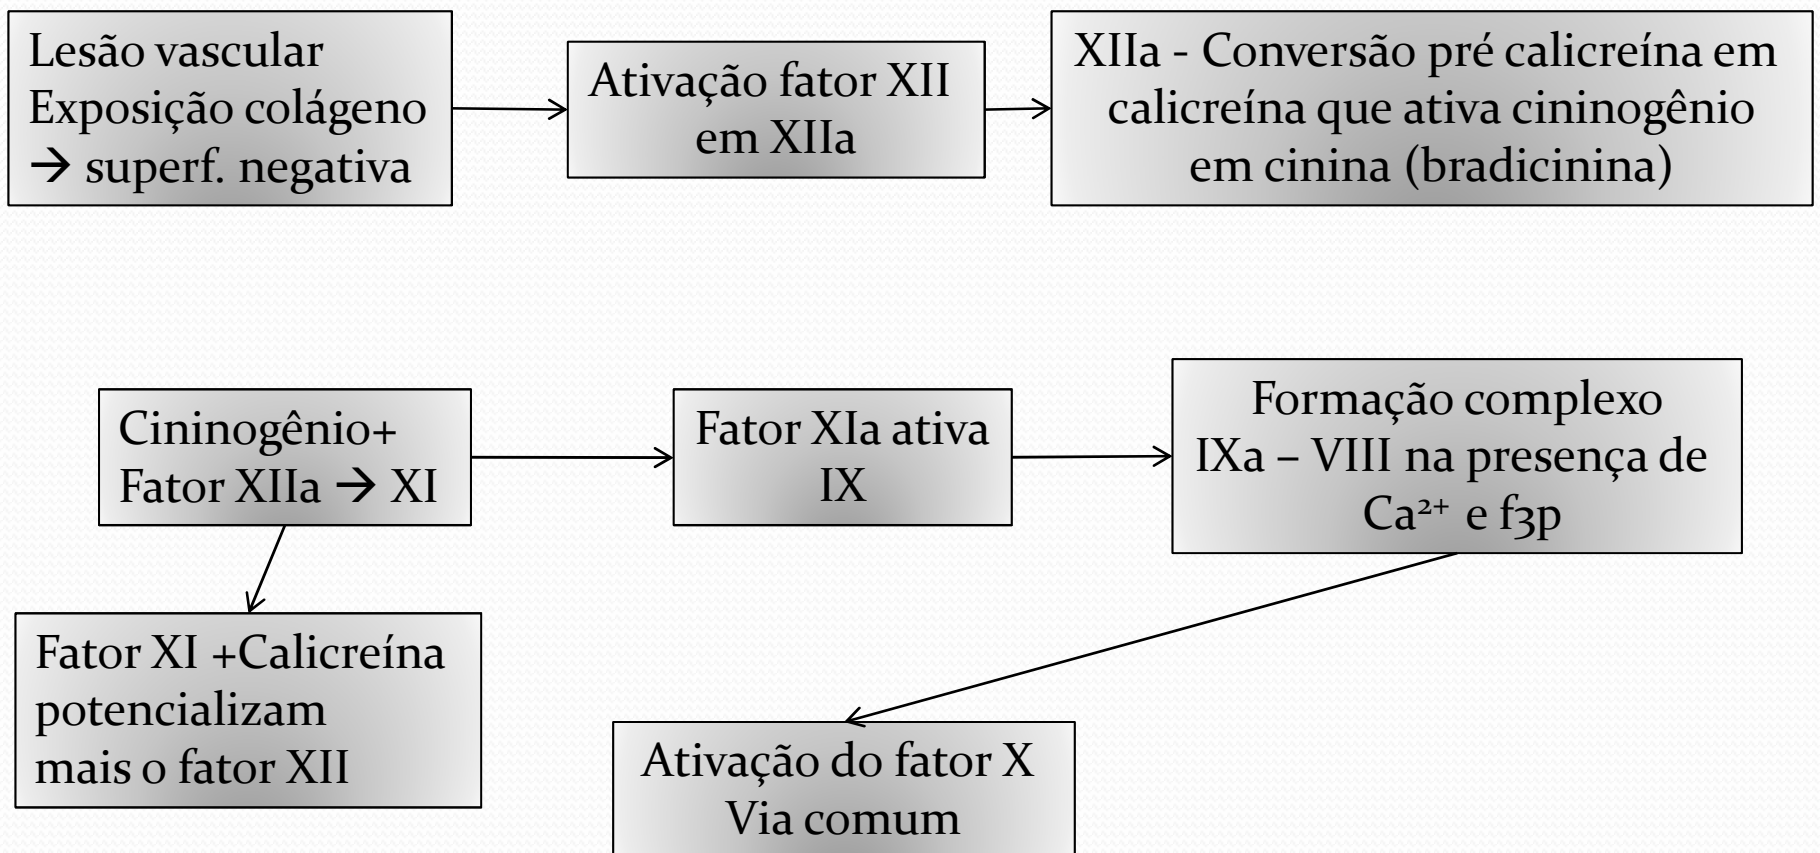 Lesão vascular
Exposição colágeno
→ superf. negativa
Ativação fator XII
em XIIa
XIIa - Conversão pré calicreína em
calicreína que ativa cininogênio
em cinina (bradicinina)
Cininogênio+
Fator XIIa → XI
Fator XIa ativa
IX
Formação complexo
IXa – VIII na presença de
Ca²⁺ e f3p
Fator XI +Calicreína
potencializam
mais o fator XII
Ativação do fator X
Via comum